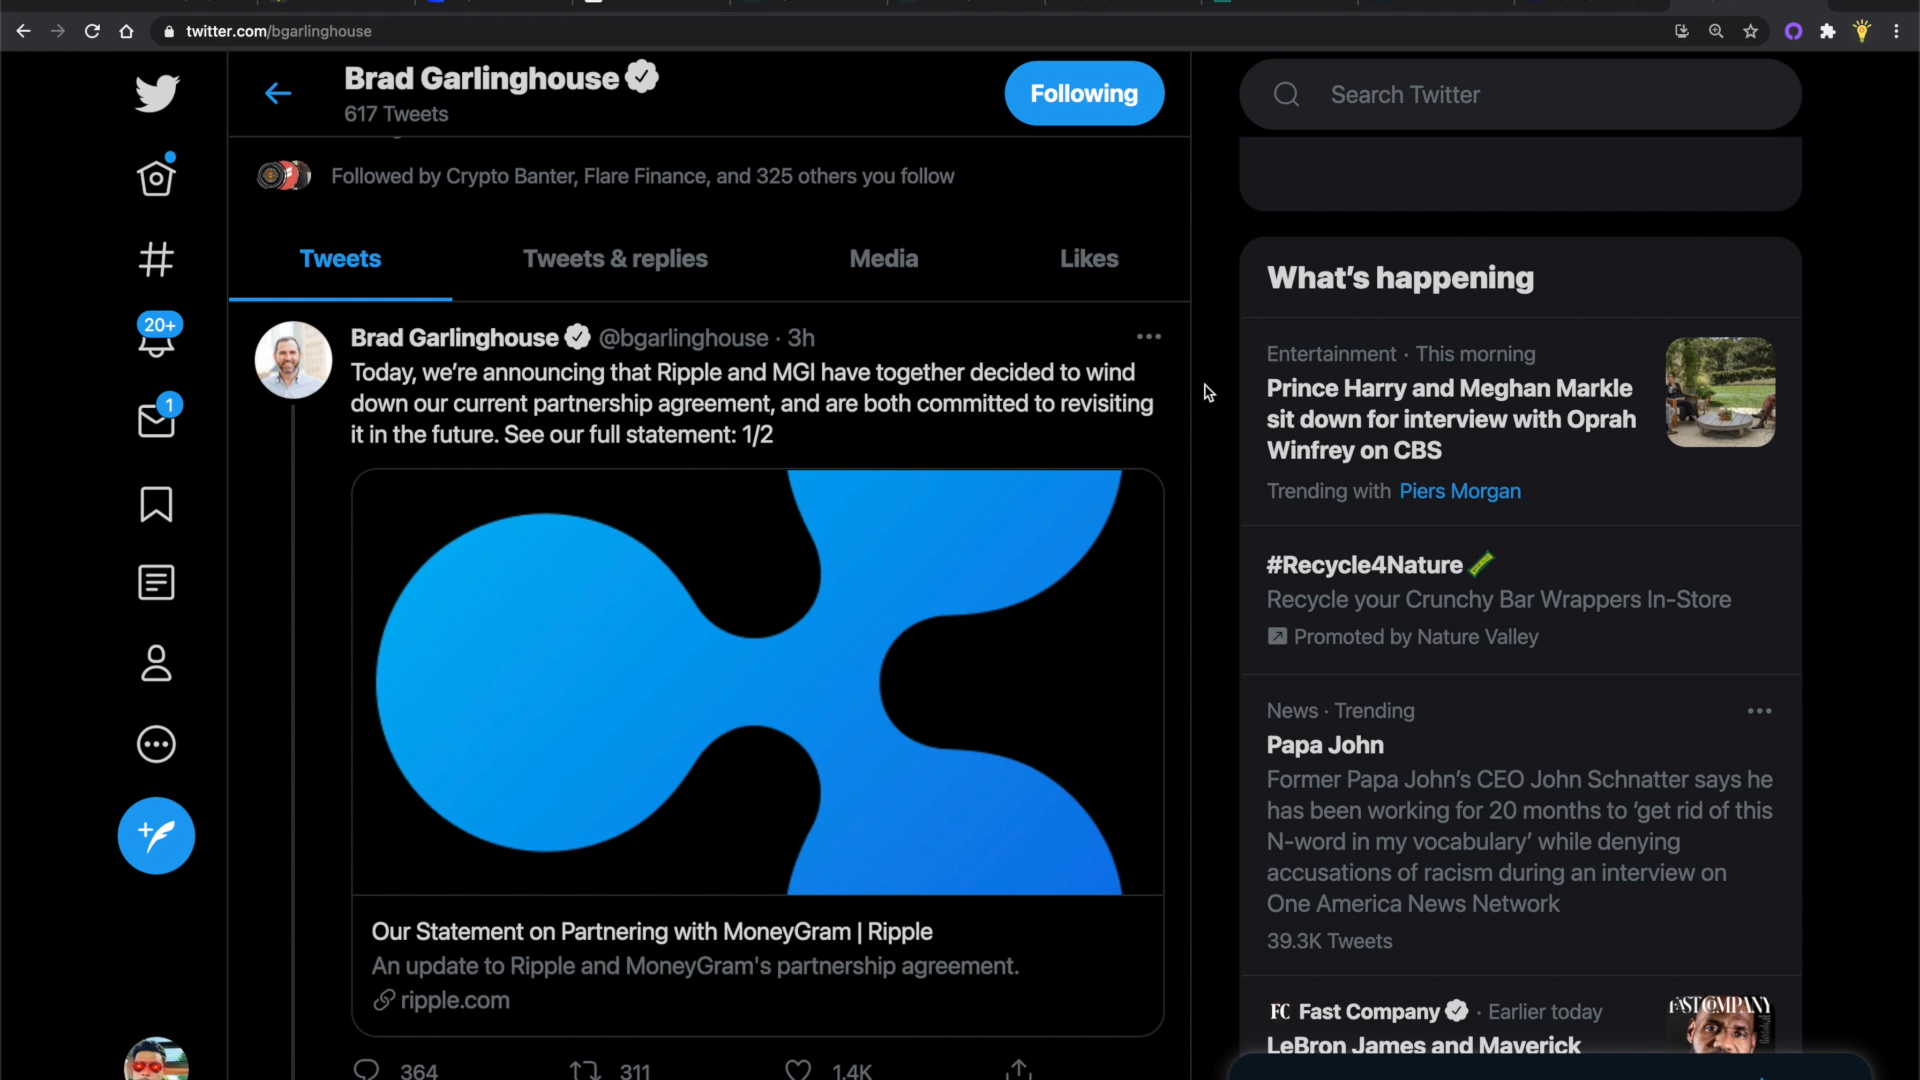 twitter.com/bgarlinghouse
Brad Garlinghouse
617 Tweets
Following
Search Twitter
Followed by Crypto Banter, Flare Finance, and 325 others you follow
Tweets
Tweets & replies
Media
Likes
20+
1
Brad Garlinghouse @bgarlinghouse · 3h
Today, we're announcing that Ripple and MGI have together decided to wind
down our current partnership agreement, and are both committed to revisiting
it in the future. See our full statement: 1/2
Our Statement on Partnering with MoneyGram | Ripple
An update to Ripple and MoneyGram's partnership agreement.
ripple.com
364
311
1.4K
What's happening
Entertainment · This morning
Prince Harry and Meghan Markle
sit down for interview with Oprah
Winfrey on CBS
Trending with Piers Morgan
#Recycle4Nature
Recycle your Crunchy Bar Wrappers In-Store
Promoted by Nature Valley
News · Trending
Papa John
Former Papa John's CEO John Schnatter says he
has been working for 20 months to 'get rid of this
N-word in my vocabulary' while denying
accusations of racism during an interview on
One America News Network
39.3K Tweets
FC Fast Company · Earlier today
LeBron James and Maverick
FAST COMPANY